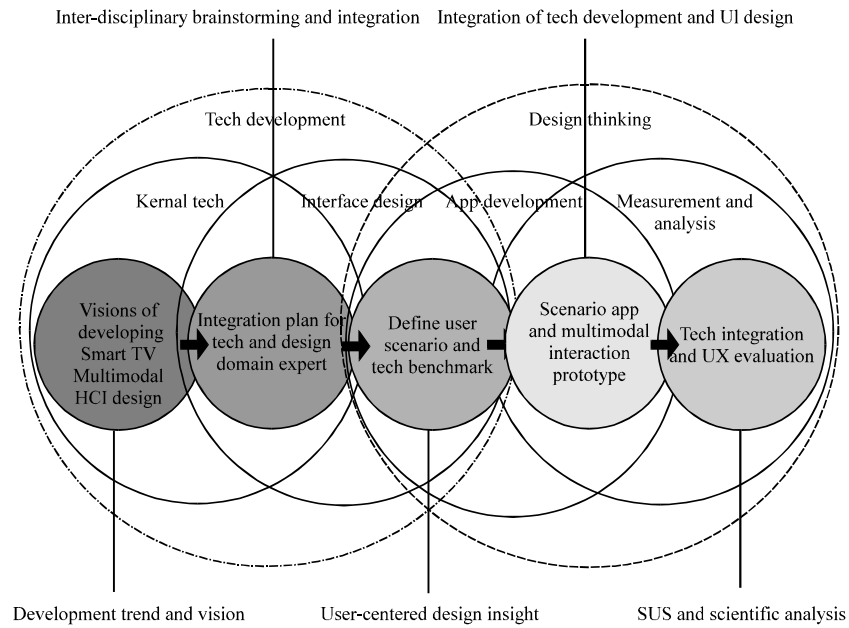 Inter-disciplinary brainstorming and integration
Integration of tech development and UI design
Tech development
Design thinking
Kernal tech
Interface design
App development
Measurement and
analysis
Visions of
developing
Smart TV
Multimodal
HCI design
Integration plan for
tech and design
domain expert
Define user
scenario and
tech benchmark
Scenario app
and multimodal
interaction
prototype
Tech integration
and UX evaluation
Development trend and vision
User-centered design insight
SUS and scientific analysis